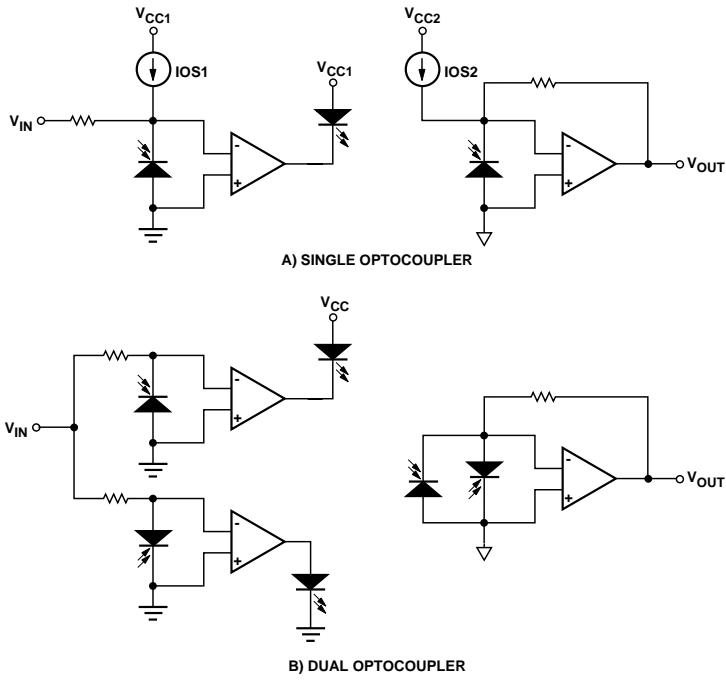 VCC1
IOS1
VIN
-
+
VCC1
VCC2
IOS2
-
+
VOUT
A) SINGLE OPTOCOUPLER
VCC
VIN
-
+
-
+
-
+
VOUT
B) DUAL OPTOCOUPLER